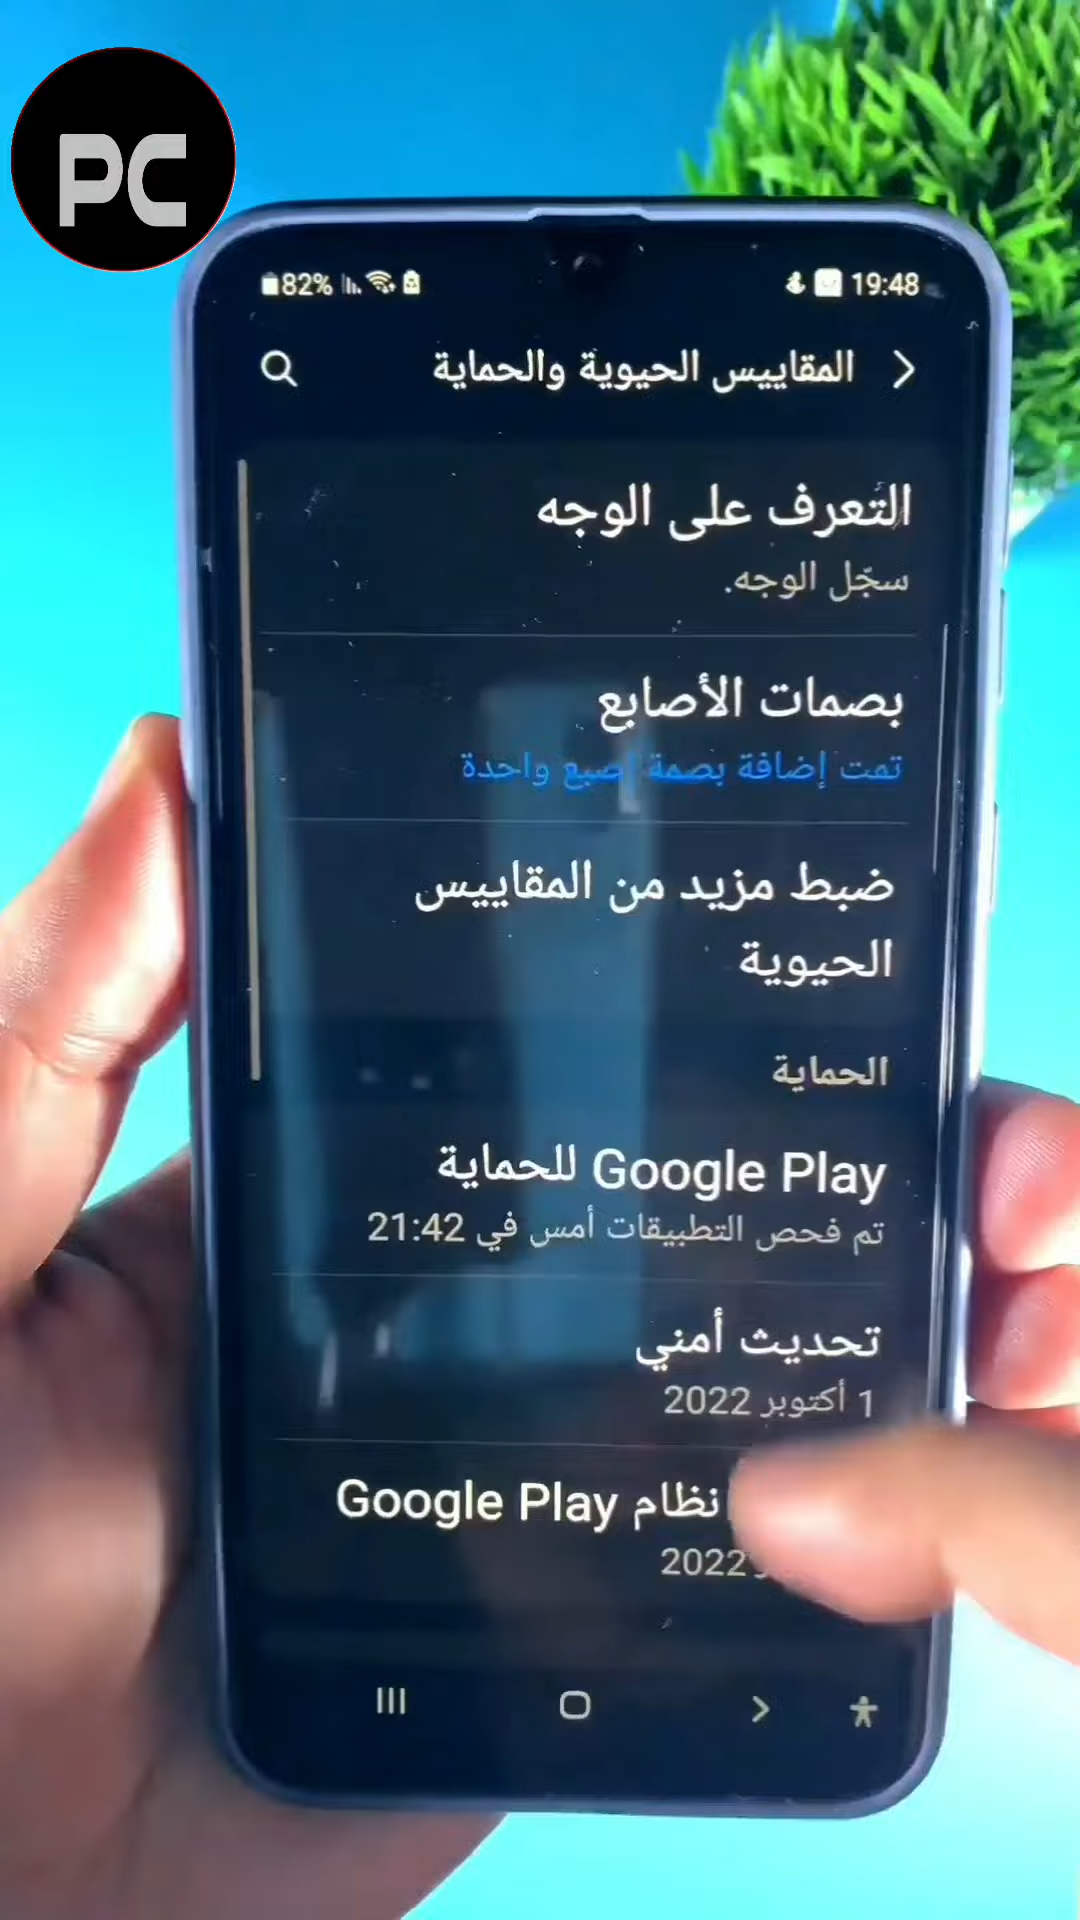 PC
82%
19:48
المقاييس الحيوية والحماية
التعرف على الوجه
سجّل الوجه.
بصمات الأصابع
تمت إضافة بصمة إصبع واحدة
ضبط مزيد من المقاييس
الحيوية
الحماية
Google Play للحماية
تم فحص التطبيقات أمس في 21:42
تحديث أمني
1 أكتوبر 2022
نظام Google Play
2022